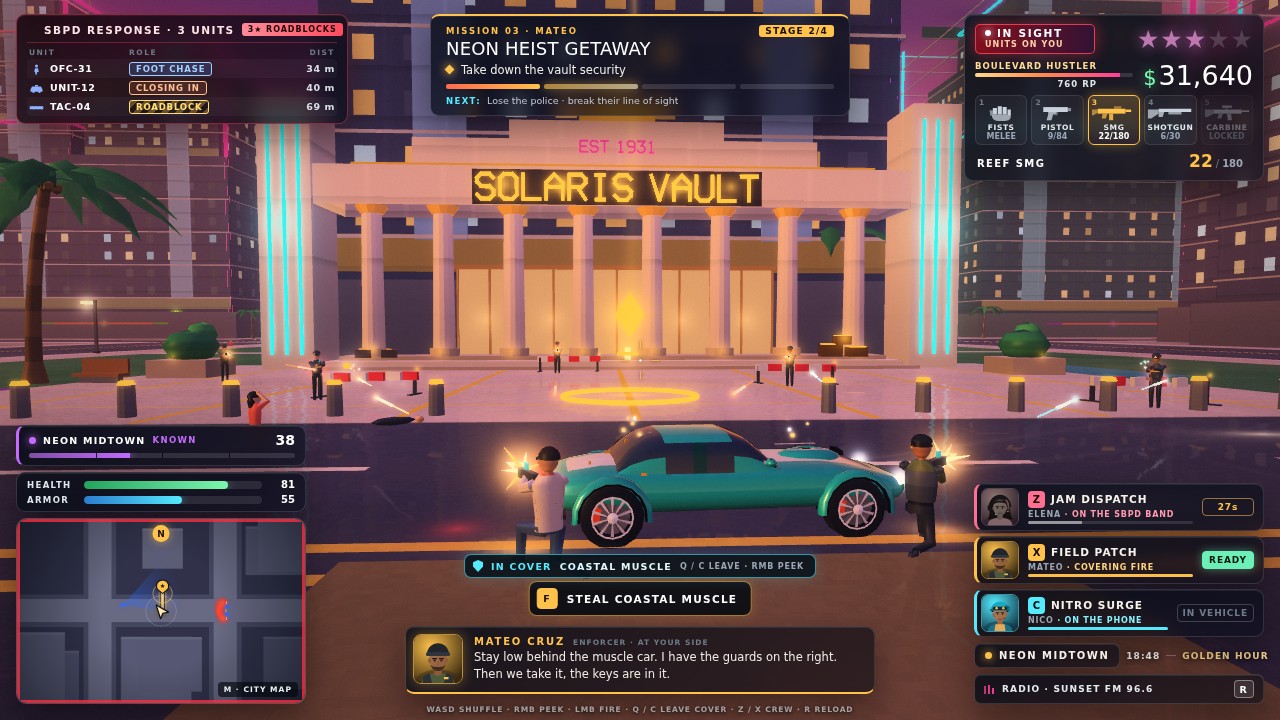 SBPD RESPONSE · 3 UNITS 3★ ROADBLOCKS
UNIT ROLE DIST
OFC-31 FOOT CHASE 34 m
UNIT-12 CLOSING IN 40 m
TAC-04 ROADBLOCK 69 m
MISSION 03 · MATEO STAGE 2/4
NEON HEIST GETAWAY
Take down the vault security
NEXT: Lose the police · break their line of sight
IN SIGHT
UNITS ON YOU
BOULEVARD HUSTLER
760 RP
$31,640
1 2 3 4 5
FISTS PISTOL SMG SHOTGUN CARBINE
MELEE 9/84 22/180 6/30 LOCKED
REEF SMG 22 / 180
EST 1931
SOLARIS VAULT
NEON MIDTOWN KNOWN 38
HEALTH 81
ARMOR 55
N
M · CITY MAP
IN COVER COASTAL MUSCLE Q / C LEAVE · RMB PEEK
F STEAL COASTAL MUSCLE
MATEO CRUZ ENFORCER · AT YOUR SIDE
Stay low behind the muscle car. I have the guards on the right.
Then we take it, the keys are in it.
WASD SHUFFLE · RMB PEEK · LMB FIRE · Q / C LEAVE COVER · Z / X CREW · R RELOAD
Z JAM DISPATCH 27s
ELENA · ON THE SBPD BAND
X FIELD PATCH READY
MATEO · COVERING FIRE
C NITRO SURGE IN VEHICLE
NICO · ON THE PHONE
NEON MIDTOWN 18:48 — GOLDEN HOUR
RADIO · SUNSET FM 96.6 R